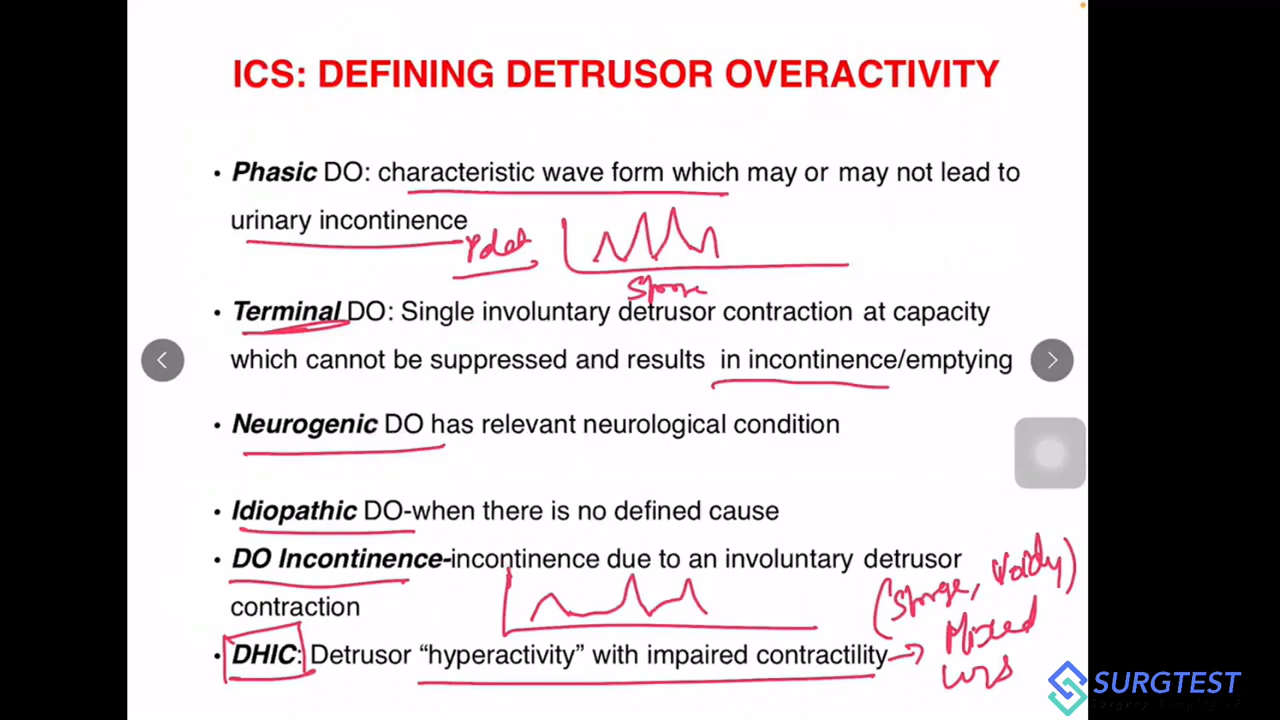 ICS: DEFINING DETRUSOR OVERACTIVITY
• Phasic DO: characteristic wave form which may or may not lead to
urinary incontinence
Pdet
• Terminal DO: Single involuntary detrusor contraction at capacity
which cannot be suppressed and results in incontinence/emptying
• Neurogenic DO has relevant neurological condition
• Idiopathic DO-when there is no defined cause
• DO Incontinence-incontinence due to an involuntary detrusor
contraction
• DHIC: Detrusor “hyperactivity” with impaired contractility
Mixed
SURGTEST